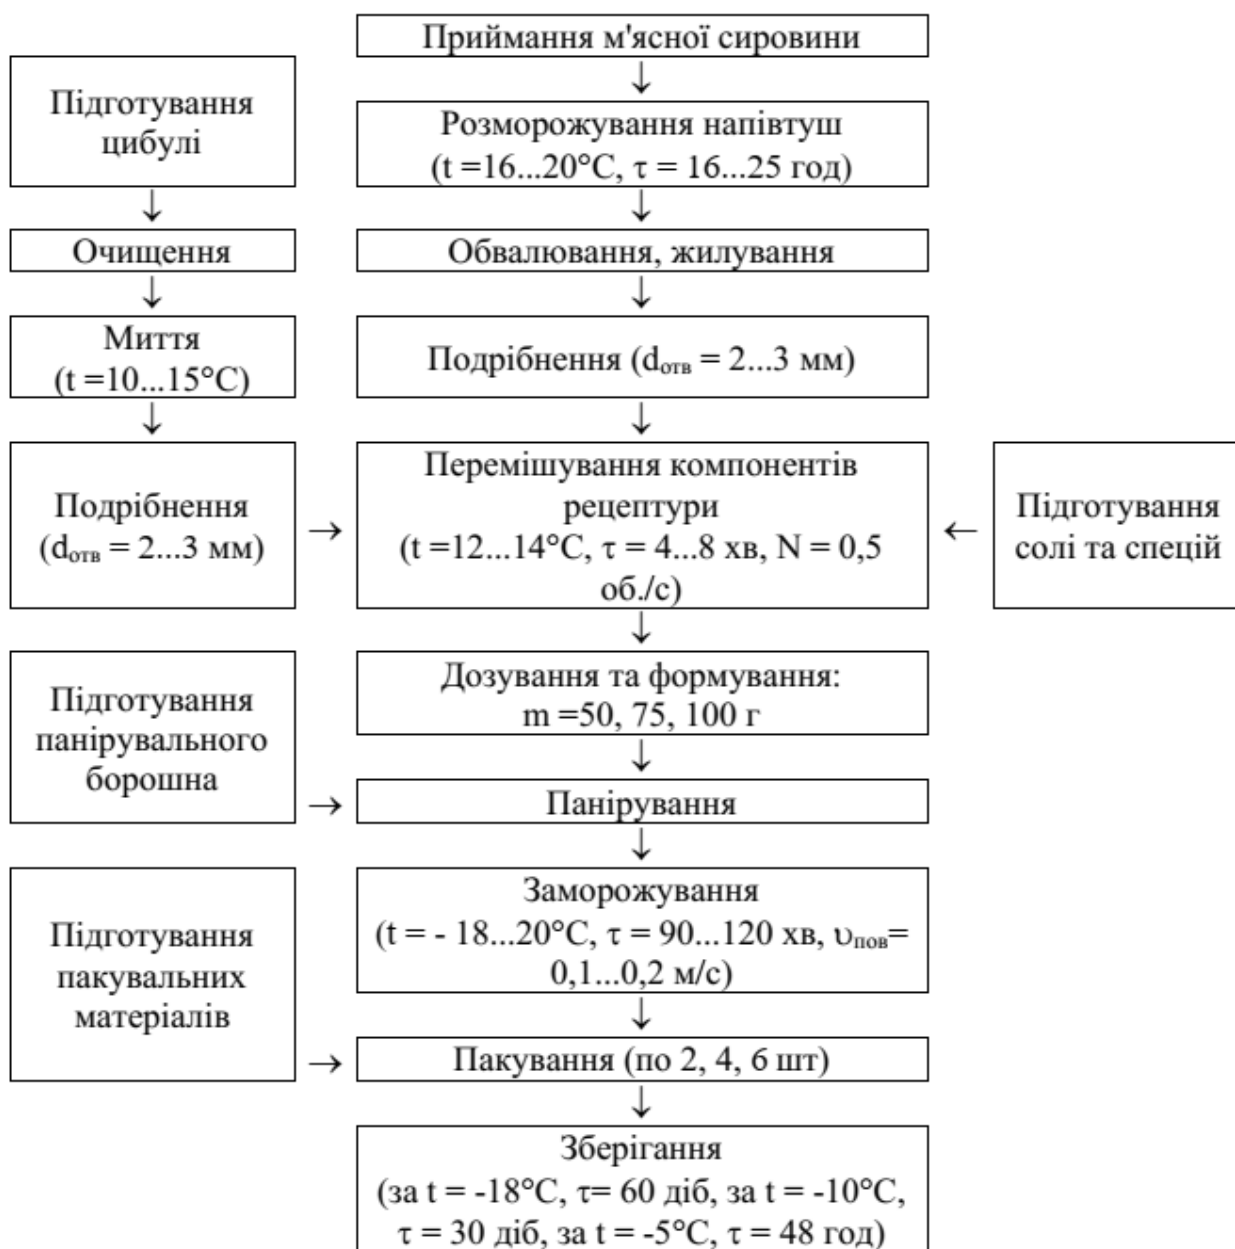 Приймання м'ясної сировини
Підготування
цибулі
Розморожування напівтуш
(t =16...20°C, τ = 16...25 год)
Очищення
Обвалювання, жилування
Миття
(t =10...15°C)
Подрібнення (dотв = 2...3 мм)
Подрібнення
(dотв = 2...3 мм)
Перемішування компонентів
рецептури
(t =12...14°C, τ = 4...8 хв, N = 0,5
об./с)
Підготування
солі та спецій
Дозування та формування:
m =50, 75, 100 г
Підготування
панірувального
борошна
Панірування
Заморожування
(t = - 18...20°C, τ = 90...120 хв, υпов=
0,1...0,2 м/с)
Підготування
пакувальних
матеріалів
Пакування (по 2, 4, 6 шт)
Зберігання
(за t = -18°C, τ= 60 діб, за t = -10°C,
τ = 30 діб, за t = -5°C, τ = 48 год)